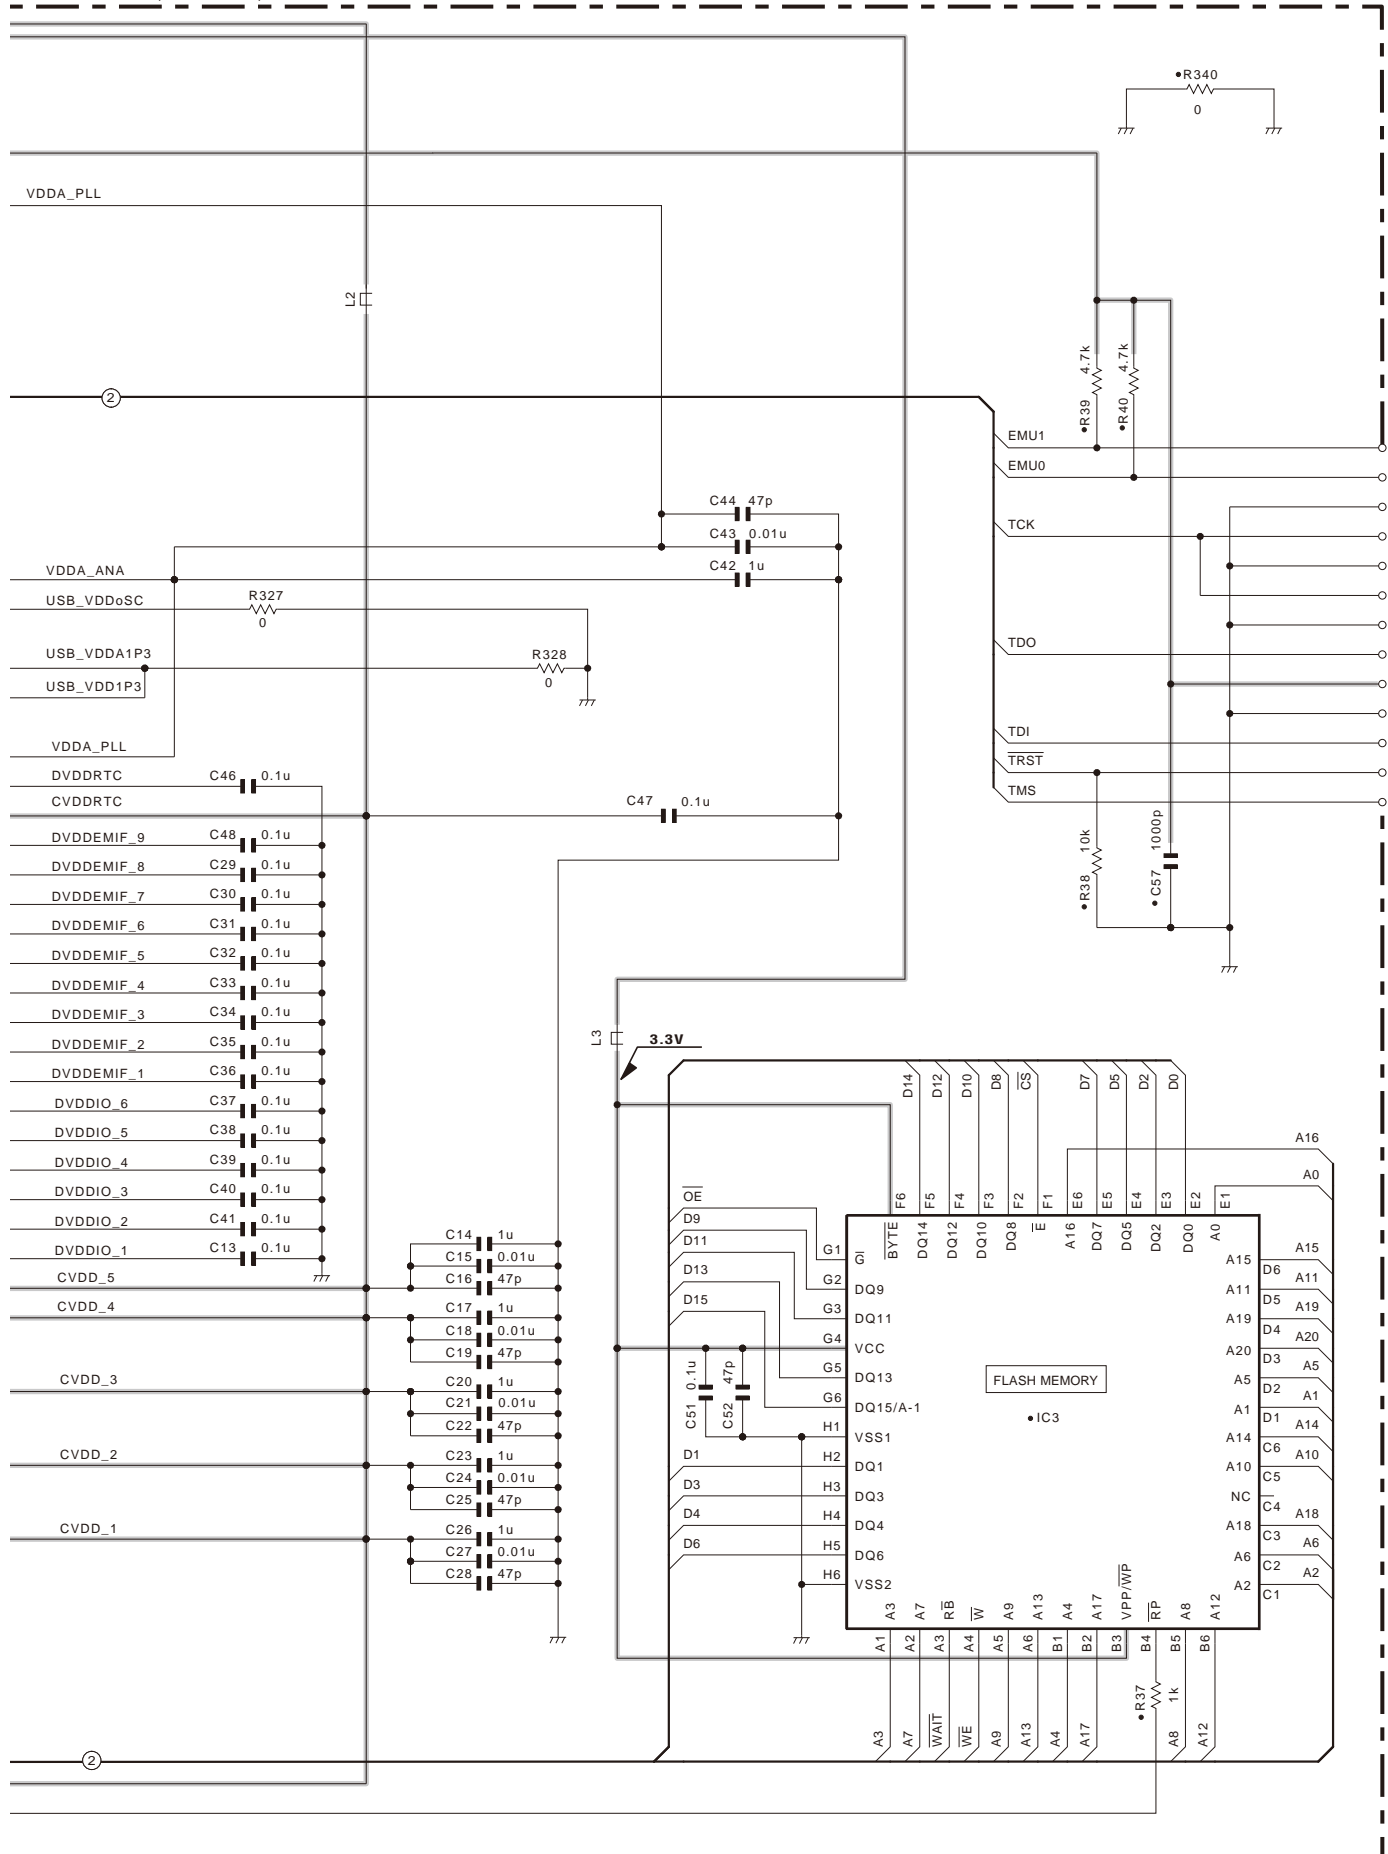 R340
0
VDDA_PLL
L2
4.7k
4.7k
R39
R40
2
EMU1
EMU0
C44 47p
TCK
C43 0.01u
C42 1u
VDDA_ANA
USB_VDDoSC
R327
0
TDO
USB_VDDA1P3
R328
0
USB_VDD1P3
TDI
VDDA_PLL
TRST
DVDDRTC C46 0.1u
TMS
CVDDRTC C47 0.1u
DVDDEMIF_9 C48 0.1u
10k
1000p
DVDDEMIF_8 C29 0.1u
R38
C57
DVDDEMIF_7 C30 0.1u
DVDDEMIF_6 C31 0.1u
DVDDEMIF_5 C32 0.1u
DVDDEMIF_4 C33 0.1u
DVDDEMIF_3 C34 0.1u
DVDDEMIF_2 C35 0.1u
L3
3.3V
DVDDEMIF_1 C36 0.1u
DVDDIO_6 C37 0.1u
DVDDIO_5 C38 0.1u
DVDDIO_4 C39 0.1u
DVDDIO_3 C40 0.1u
DVDDIO_2 C41 0.1u
DVDDIO_1 C13 0.1u
CVDD_5
C14 1u
C15 0.01u
C16 47p
CVDD_4
C17 1u
C18 0.01u
C19 47p
CVDD_3
C20 1u
C21 0.01u
C22 47p
CVDD_2
C23 1u
C24 0.01u
C25 47p
CVDD_1
C26 1u
C27 0.01u
C28 47p
D14 D12 D10 D8 CS D7 D5 D2 D0
A16
A0
F6 F5 F4 F3 F2 F1 E6 E5 E4 E3 E2 E1
BYTE DQ14 DQ12 DQ10 DQ8 E A16 DQ7 DQ5 DQ2 DQ0 A0
OE G1 G
D9 G2 DQ9
D11 G3 DQ11
G4 VCC
D13 G5 DQ13
D15 G6 DQ15/A-1
H1 VSS1
D1 H2 DQ1
D3 H3 DQ3
D4 H4 DQ4
D6 H5 DQ6
H6 VSS2
C51 0.1u
C52 47p
FLASH MEMORY
IC3
A15 D6 A15
A11 D5 A11
A19 D4 A19
A20 D3 A20
A5 D2 A5
A1 D1 A1
A14 C6 A14
A10 C5 A10
NC C4
A18 C3 A18
A6 C2 A6
A2 C1 A2
A3 A7 RB W A9 A13 A4 A17 VPP/WP RP A8 A12
A1 A2 A3 A4 A5 A6 B1 B2 B3 B4 B5 B6
R37
1k
A3 A7 WAIT WE A9 A13 A4 A17 A8 A12
2